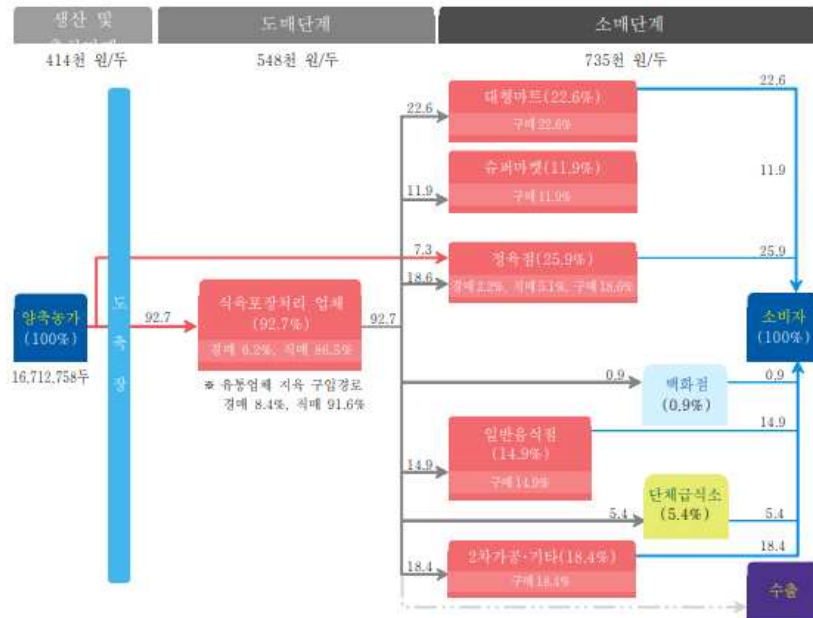 생산 및
도매단계
소매단계
414천 원/두
548천 원/두
735천 원/두
대형마트(22.6%)
구매 22.6%
22.6
22.6
슈퍼마켓(11.9%)
구매 11.9%
11.9
11.9
정육점(25.9%)
경매 2.2%, 직매 5.1%, 구매 18.6%
7.3
18.6
25.9
양축농가
(100%)
16,712,758두
도축장
92.7
식육포장처리 업체
(92.7%)
경매 6.2%, 직매 86.5%
92.7
※ 유통업체 지육 구입경로
경매 8.4%, 직매 91.6%
소비자
(100%)
0.9
백화점
(0.9%)
0.9
일반음식점
(14.9%)
구매 14.9%
14.9
14.9
단체급식소
(5.4%)
5.4
5.4
2차가공·기타(18.4%)
구매 18.4%
18.4
18.4
수출